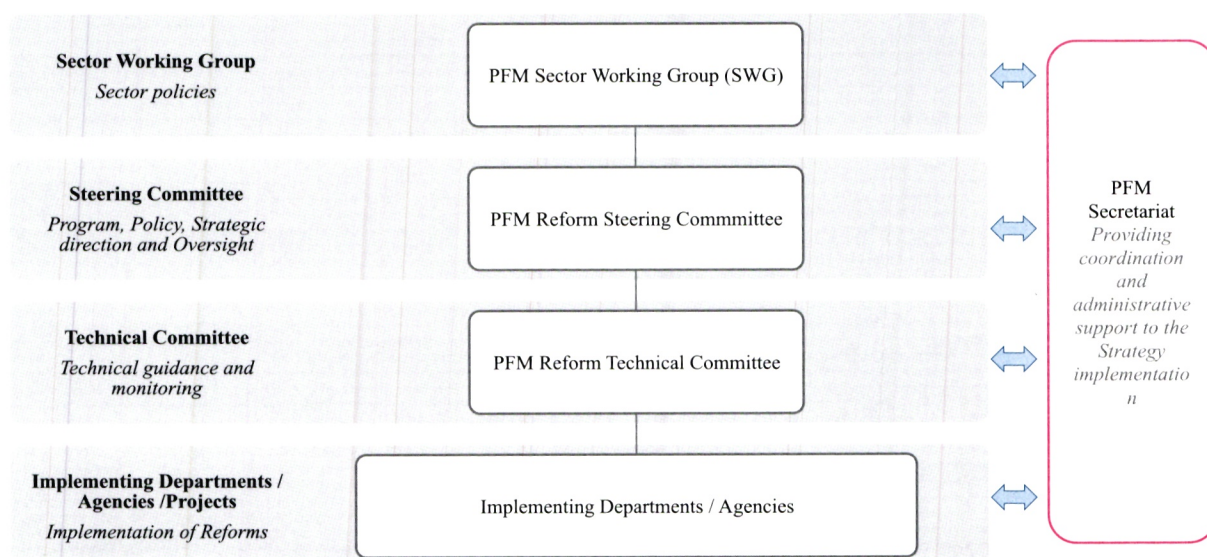 Sector Working Group
Sector policies
PFM Sector Working Group (SWG)
Steering Committee
Program, Policy, Strategic
direction and Oversight
PFM Reform Steering Commmittee
Technical Committee
Technical guidance and
monitoring
PFM Reform Technical Committee
Implementing Departments /
Agencies /Projects
Implementation of Reforms
Implementing Departments / Agencies
PFM
Secretariat
Providing
coordination
and
administrative
support to the
Strategy
implementatio
n